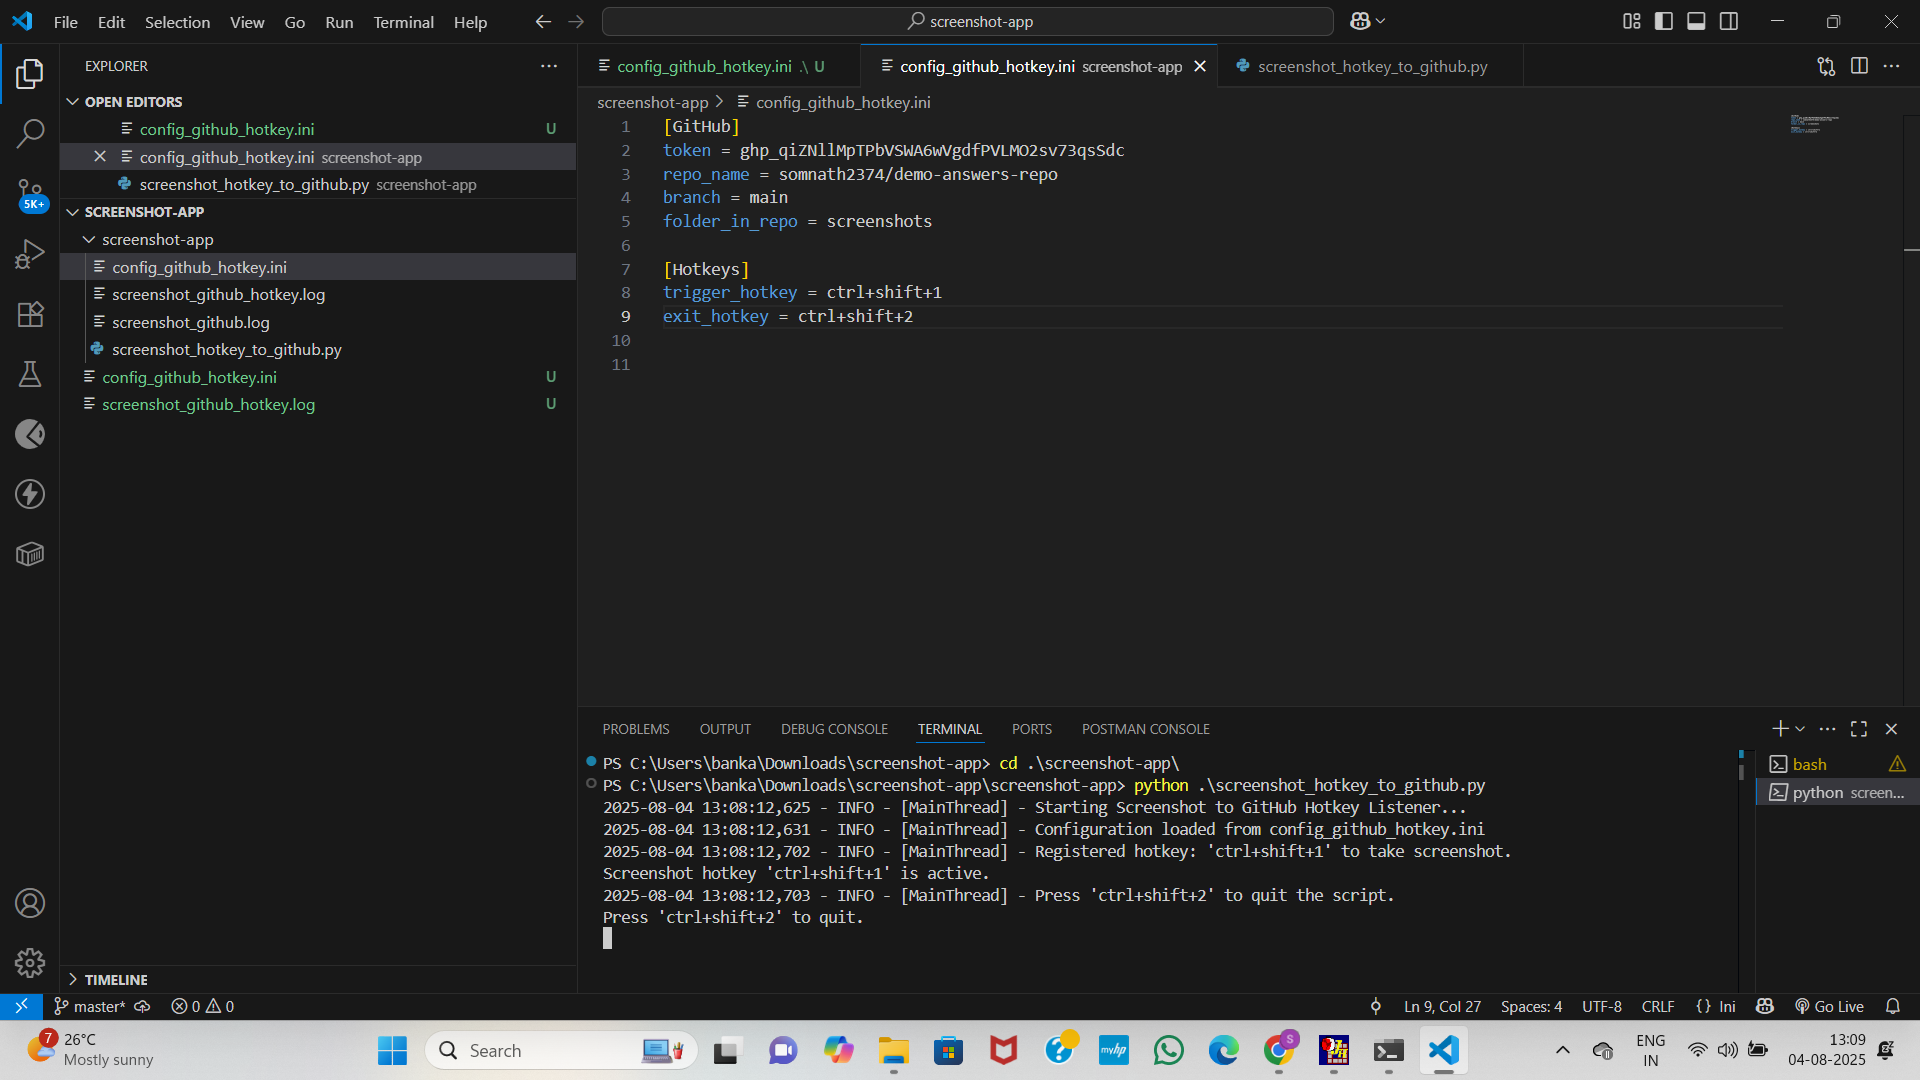 File Edit Selection View Go Run Terminal Help
screenshot-app
EXPLORER
OPEN EDITORS
config_github_hotkey.ini U
config_github_hotkey.ini screenshot-app
screenshot_hotkey_to_github.py screenshot-app
SCREENSHOT-APP
screenshot-app
config_github_hotkey.ini
screenshot_github_hotkey.log
screenshot_github.log
screenshot_hotkey_to_github.py
config_github_hotkey.ini U
screenshot_github_hotkey.log U
5K+
TIMELINE
config_github_hotkey.ini .\ U
config_github_hotkey.ini screenshot-app
screenshot_hotkey_to_github.py
screenshot-app > config_github_hotkey.ini
1 [GitHub]
2 token = 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
3 repo_name = somnath2374/demo-answers-repo
4 branch = main
5 folder_in_repo = screenshots
6
7 [Hotkeys]
8 trigger_hotkey = ctrl+shift+1
9 exit_hotkey = ctrl+shift+2
10
11
PROBLEMS OUTPUT DEBUG CONSOLE TERMINAL PORTS POSTMAN CONSOLE
PS C:\Users\banka\Downloads\screenshot-app> cd .\screenshot-app\
PS C:\Users\banka\Downloads\screenshot-app\screenshot-app> python .\screenshot_hotkey_to_github.py
2025-08-04 13:08:12,625 - INFO - [MainThread] - Starting Screenshot to GitHub Hotkey Listener...
2025-08-04 13:08:12,631 - INFO - [MainThread] - Configuration loaded from config_github_hotkey.ini
2025-08-04 13:08:12,702 - INFO - [MainThread] - Registered hotkey: 'ctrl+shift+1' to take screenshot.
Screenshot hotkey 'ctrl+shift+1' is active.
2025-08-04 13:08:12,703 - INFO - [MainThread] - Press 'ctrl+shift+2' to quit the script.
Press 'ctrl+shift+2' to quit.
bash
python screen...
master* 0 0
Ln 9, Col 27 Spaces: 4 UTF-8 CRLF {} Ini Go Live
7
26°C
Mostly sunny
Search
myhp
S
ENG
IN
13:09
04-08-2025